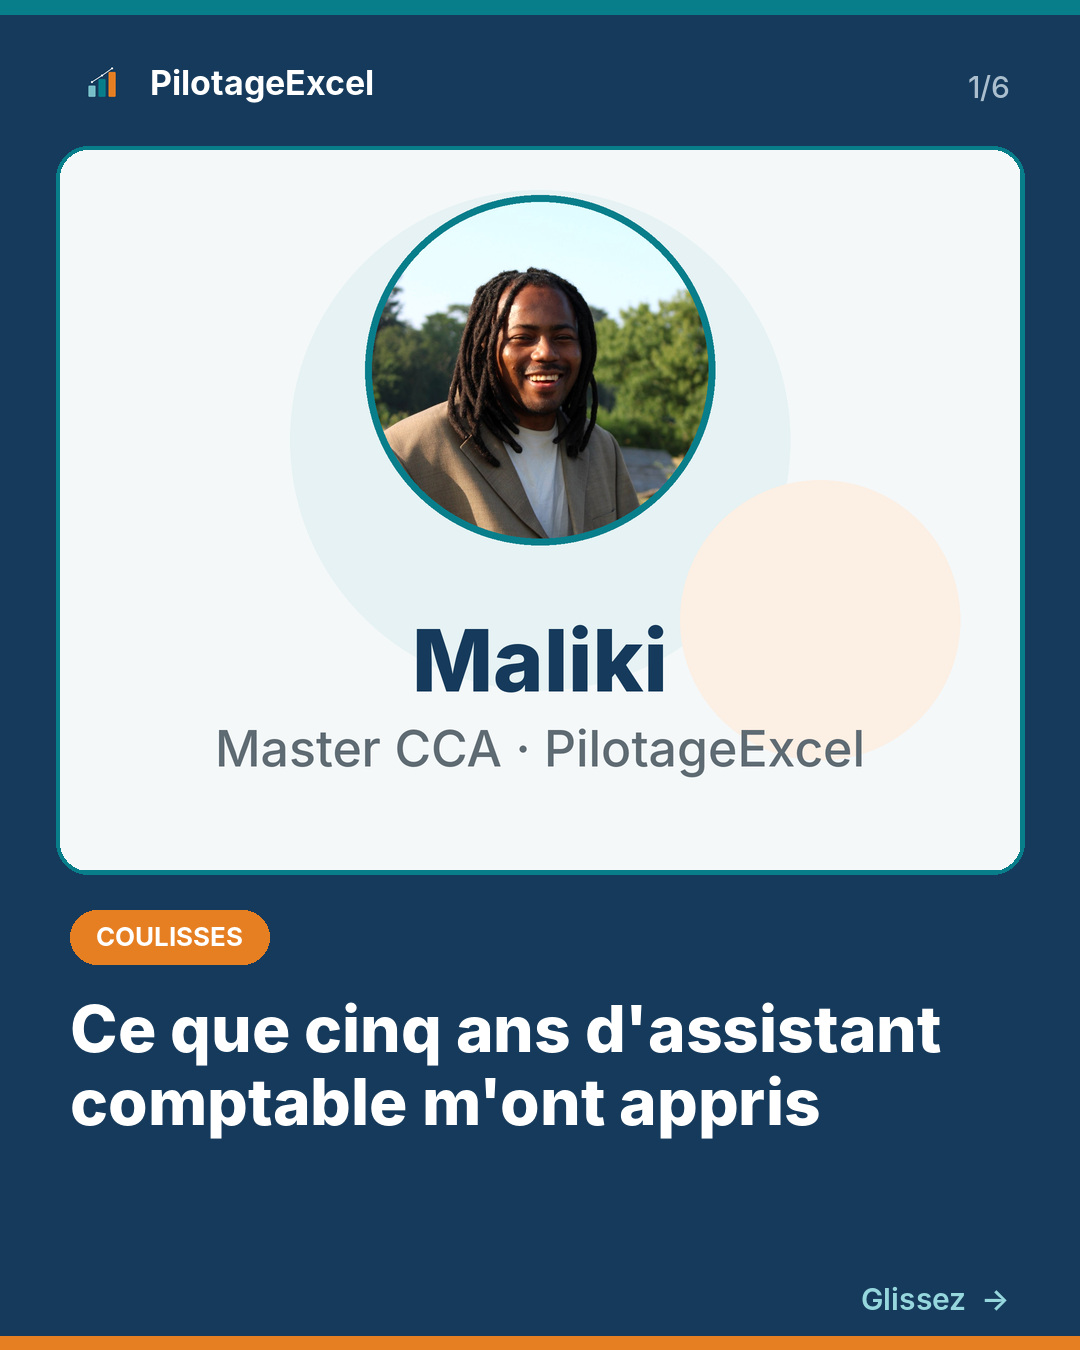 PilotageExcel
1/6
Maliki
Master CCA · PilotageExcel
COULISSES
Ce que cinq ans d'assistant
comptable m'ont appris
Glissez →